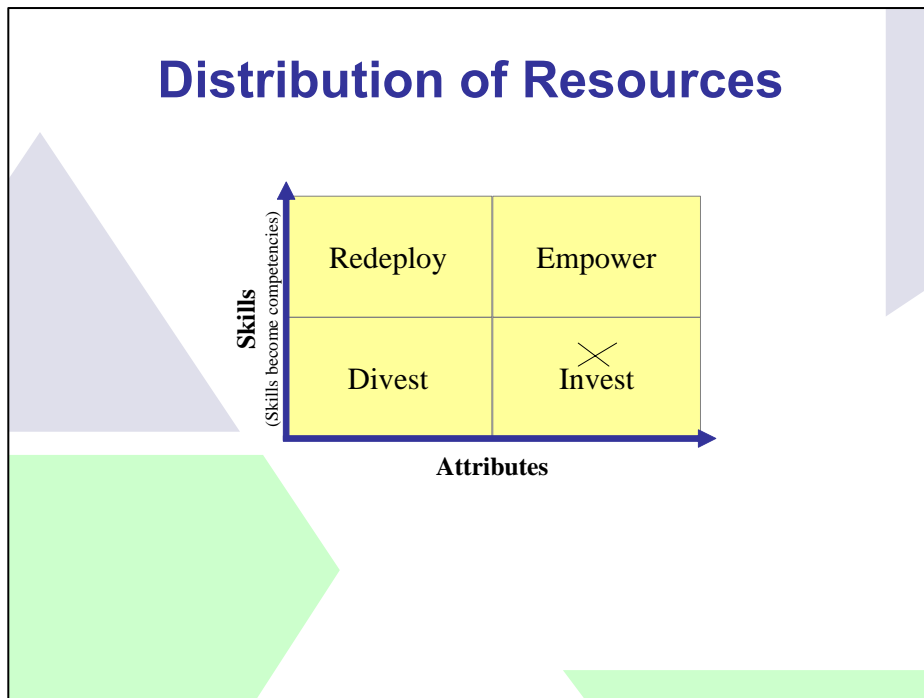 Distribution of Resources
Skills
(Skills become competencies)
Redeploy
Empower
Divest
Invest
Attributes